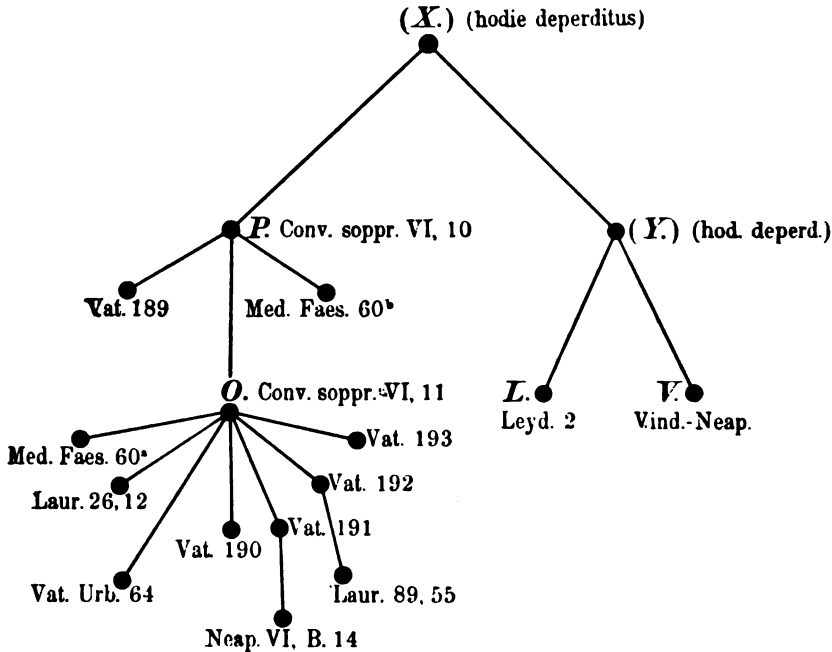 (X.) (hodie deperditus)
P. Conv. soppr. VI, 10
(Y.) (hod. deperd.)
Vat. 189
Med. Faes. 60ᵇ
O. Conv. soppr. VI, 11
L.
Leyd. 2
V.
Vind.-Neap.
Vat. 193
Med. Faes. 60ᵃ
Vat. 192
Laur. 26, 12
Vat. 191
Vat. 190
Vat. Urb. 64
Laur. 89, 55
Neap. VI, B. 14